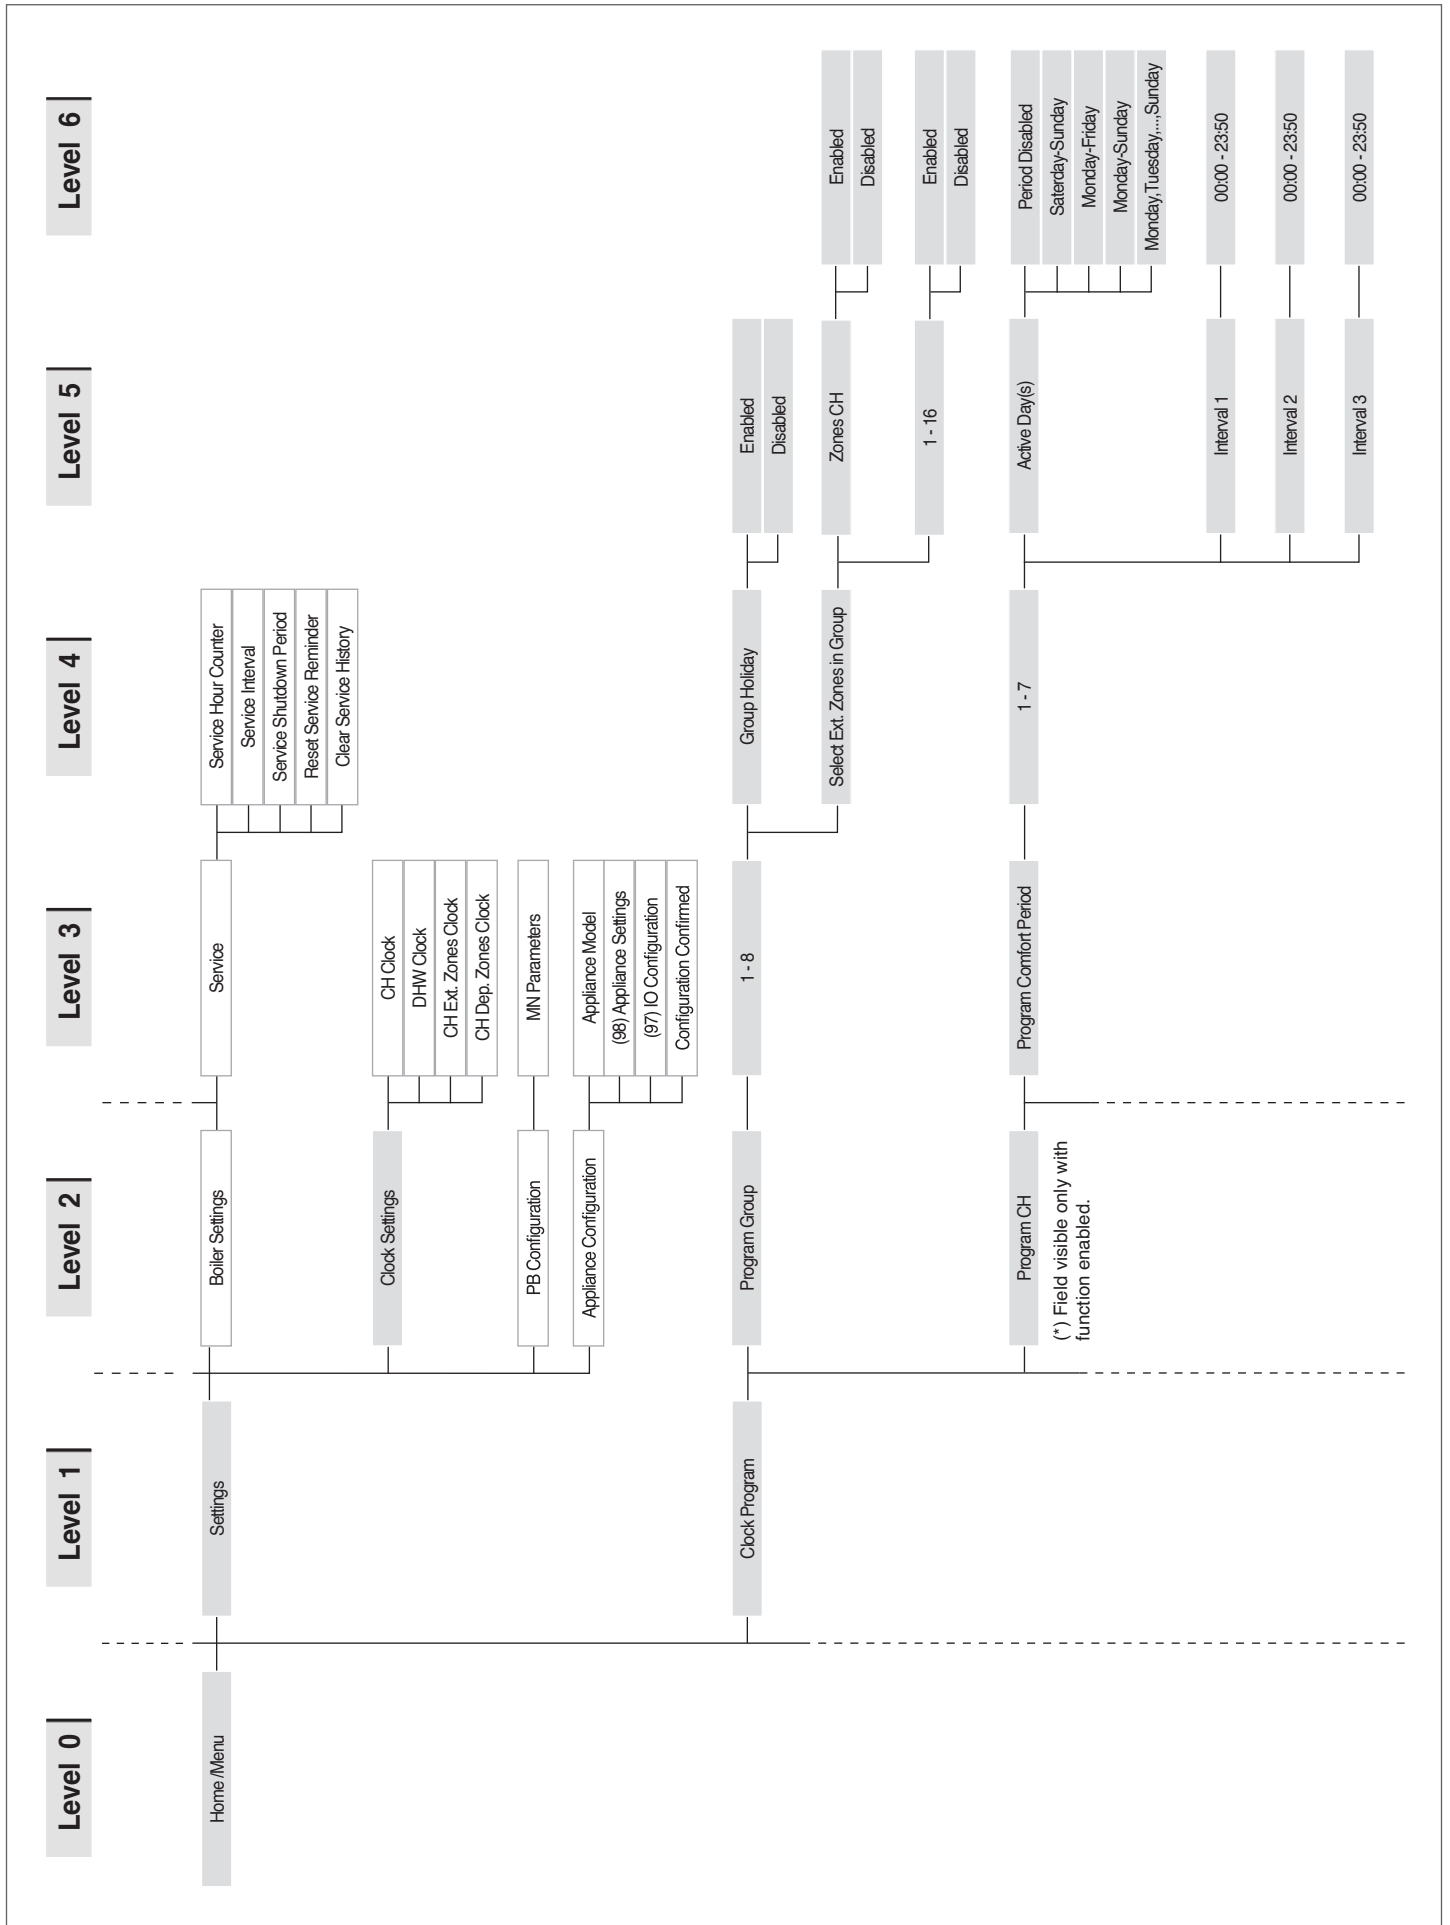 Level 0
Level 1
Level 2
Level 3
Level 4
Level 5
Level 6
Home /Menu
Settings
Boiler Settings
Service
Service Hour Counter
Service Interval
Service Shutdown Period
Reset Service Reminder
Clear Service History
Clock Settings
CH Clock
DHW Clock
CH Ext. Zones Clock
CH Dep. Zones Clock
PB Configuration
MN Parameters
Appliance Configuration
Appliance Model
(98) Appliance Settings
(97) IO Configuration
Configuration Confirmed
Clock Program
Program Group
1 - 8
Group Holiday
Enabled
Disabled
Select Ext. Zones in Group
Zones CH
Enabled
Disabled
1 - 16
Enabled
Disabled
Program CH
(*) Field visible only with
function enabled.
Program Comfort Period
1 - 7
Active Day(s)
Period Disabled
Saterday-Sunday
Monday-Friday
Monday-Sunday
Monday,Tuesday,...,Sunday
Interval 1
00:00 - 23:50
Interval 2
00:00 - 23:50
Interval 3
00:00 - 23:50